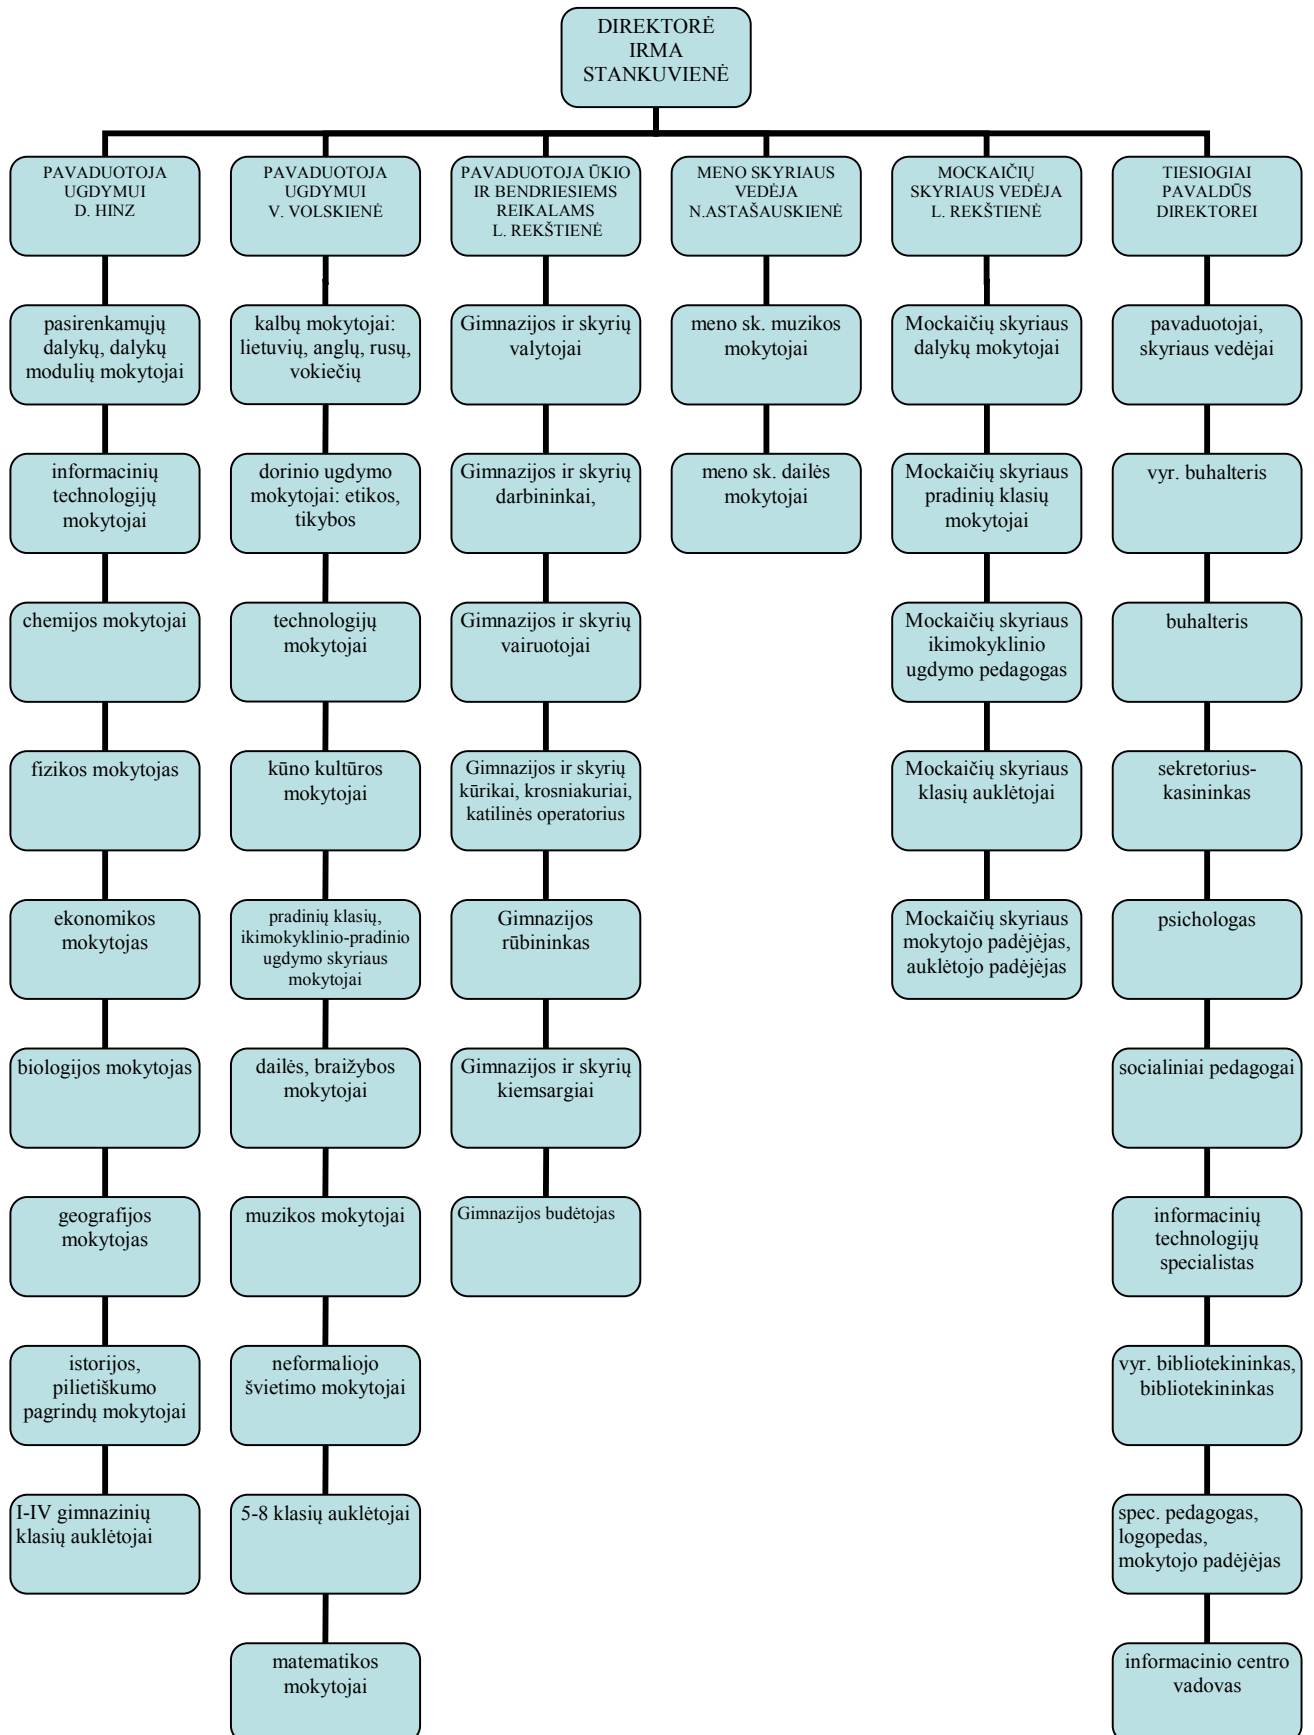 DIREKTORĖ
IRMA
STANKUVIENĖ
PAVADUOTOJA
UGDYMUI
D. HINZ
PAVADUOTOJA
UGDYMUI
V. VOLSKIENĖ
PAVADUOTOJA ŪKIO
IR BENDRIESIEMS
REIKALAMS
L. REKŠTIENĖ
MENO SKYRIAUS
VEDĖJA
N.ASTAŠAUSKIENĖ
MOCKAIČIŲ
SKYRIAUS VEDĖJA
L. REKŠTIENĖ
TIESIOGIAI
PAVALDŪS
DIREKTOREI
pasirenkamųjų
dalykų, dalykų
modulių mokytojai
informacinių
technologijų
mokytojai
chemijos mokytojai
fizikos mokytojas
ekonomikos
mokytojas
biologijos mokytojas
geografijos
mokytojas
istorijos,
pilietiškumo
pagrindų mokytojai
I-IV gimnazinių
klasių auklėtojai
kalbų mokytojai:
lietuvių, anglų, rusų,
vokiečių
dorinio ugdymo
mokytojai: etikos,
tikybos
technologijų
mokytojai
kūno kultūros
mokytojai
pradinių klasių,
ikimokyklinio-pradinio
ugdymo skyriaus
mokytojai
dailės, braižybos
mokytojai
muzikos mokytojai
neformaliojo
švietimo mokytojai
5-8 klasių auklėtojai
matematikos
mokytojai
Gimnazijos ir skyrių
valytojai
Gimnazijos ir skyrių
darbininkai,
Gimnazijos ir skyrių
vairuotojai
Gimnazijos ir skyrių
kūrikai, krosniakuriai,
katilinės operatorius
Gimnazijos
rūbininkas
Gimnazijos ir skyrių
kiemsargiai
Gimnazijos budėtojas
meno sk. muzikos
mokytojai
meno sk. dailės
mokytojai
Mockaičių skyriaus
dalykų mokytojai
Mockaičių skyriaus
pradinių klasių
mokytojai
Mockaičių skyriaus
ikimokyklinio
ugdymo pedagogas
Mockaičių skyriaus
klasių auklėtojai
Mockaičių skyriaus
mokytojo padėjėjas,
auklėtojo padėjėjas
pavaduotojai,
skyriaus vedėjai
vyr. buhalteris
buhalteris
sekretorius-
kasininkas
psichologas
socialiniai pedagogai
informacinių
technologijų
specialistas
vyr. bibliotekininkas,
bibliotekininkas
spec. pedagogas,
logopedas,
mokytojo padėjėjas
informacinio centro
vadovas